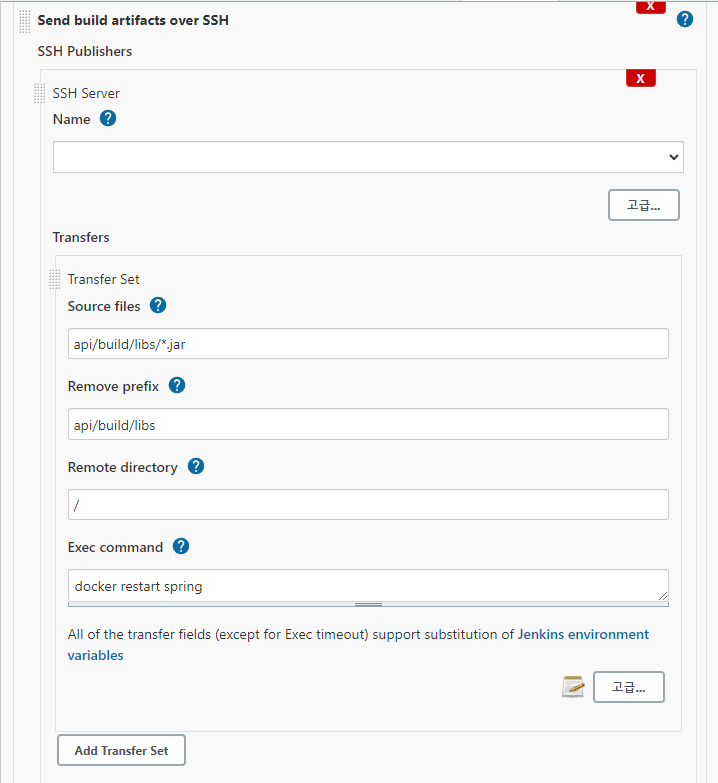 X
Send build artifacts over SSH ?
SSH Publishers
X
SSH Server
Name ?
고급...
Transfers
Transfer Set
Source files ?
api/build/libs/*.jar
Remove prefix ?
api/build/libs
Remote directory ?
/
Exec command ?
docker restart spring
All of the transfer fields (except for Exec timeout) support substitution of Jenkins environment
variables
고급...
Add Transfer Set